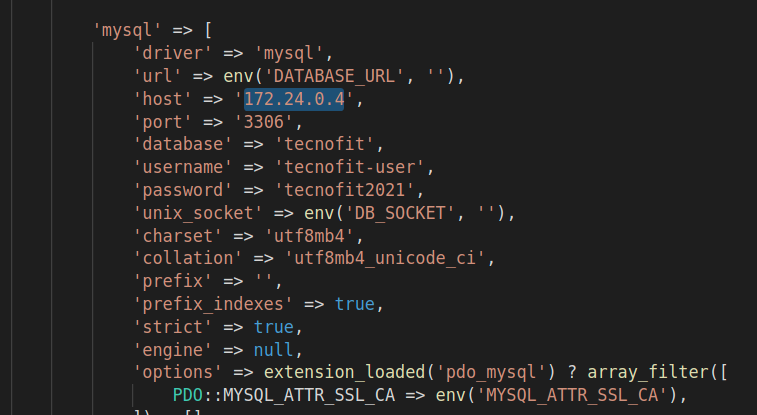 'mysql' => [
'driver' => 'mysql',
'url' => env('DATABASE_URL', ''),
'host' => '172.24.0.4',
'port' => '3306',
'database' => 'tecnofit',
'username' => 'tecnofit-user',
'password' => 'tecnofit2021',
'unix_socket' => env('DB_SOCKET', ''),
'charset' => 'utf8mb4',
'collation' => 'utf8mb4_unicode_ci',
'prefix' => '',
'prefix_indexes' => true,
'strict' => true,
'engine' => null,
'options' => extension_loaded('pdo_mysql') ? array_filter([
PDO::MYSQL_ATTR_SSL_CA => env('MYSQL_ATTR_SSL_CA'),